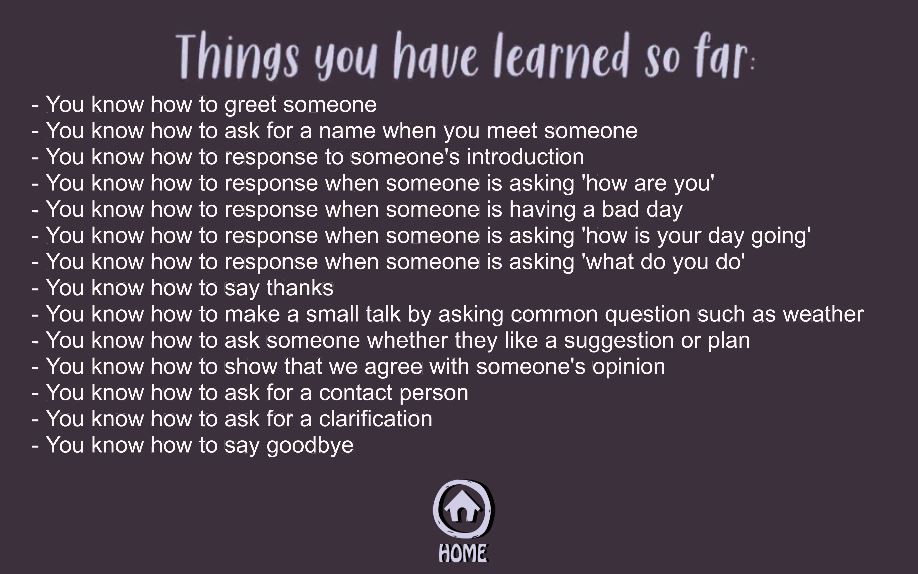 Things you have learned so far:
- You know how to greet someone
- You know how to ask for a name when you meet someone
- You know how to response to someone's introduction
- You know how to response when someone is asking 'how are you'
- You know how to response when someone is having a bad day
- You know how to response when someone is asking 'how is your day going'
- You know how to response when someone is asking 'what do you do'
- You know how to say thanks
- You know how to make a small talk by asking common question such as weather
- You know how to ask someone whether they like a suggestion or plan
- You know how to show that we agree with someone's opinion
- You know how to ask for a contact person
- You know how to ask for a clarification
- You know how to say goodbye
HOME